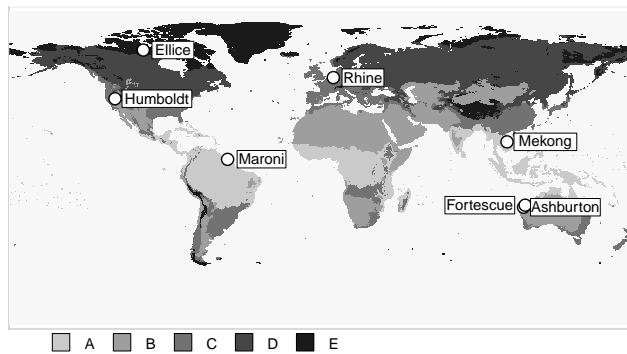 Ellice
Rhine
Humboldt
Mekong
Maroni
Fortescue
Ashburton
A B C D E